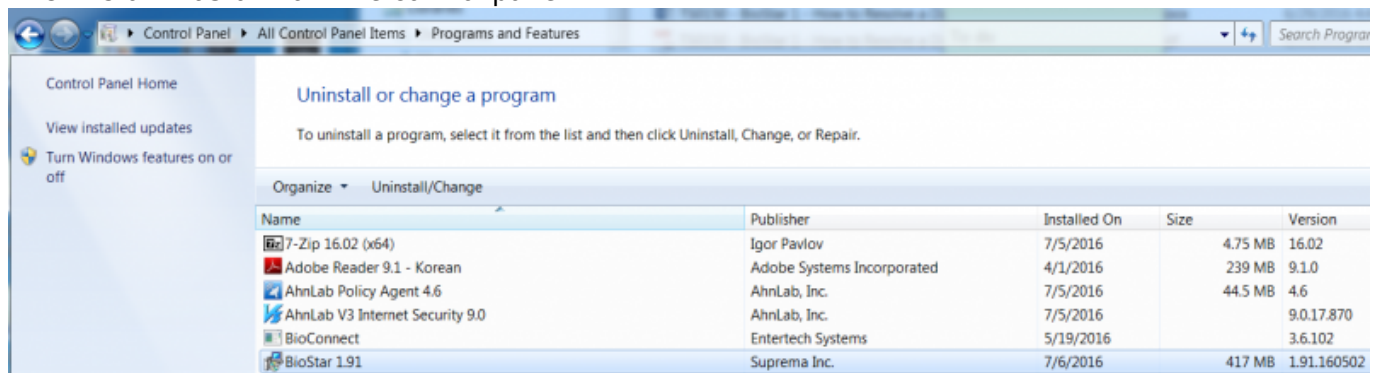 Control Panel ▸ All Control Panel Items ▸ Programs and Features
Search Progra
Control Panel Home
View installed updates
Turn Windows features on or
off
Uninstall or change a program
To uninstall a program, select it from the list and then click Uninstall, Change, or Repair.
Organize Uninstall/Change
Name Publisher Installed On Size Version
7-Zip 16.02 (x64) Igor Pavlov 7/5/2016 4.75 MB 16.02
Adobe Reader 9.1 - Korean Adobe Systems Incorporated 4/1/2016 239 MB 9.1.0
AhnLab Policy Agent 4.6 AhnLab, Inc. 7/5/2016 44.5 MB 4.6
AhnLab V3 Internet Security 9.0 AhnLab, Inc. 7/5/2016 9.0.17.870
BioConnect Entertech Systems 5/19/2016 3.6.102
BioStar 1.91 Suprema Inc. 7/6/2016 417 MB 1.91.160502